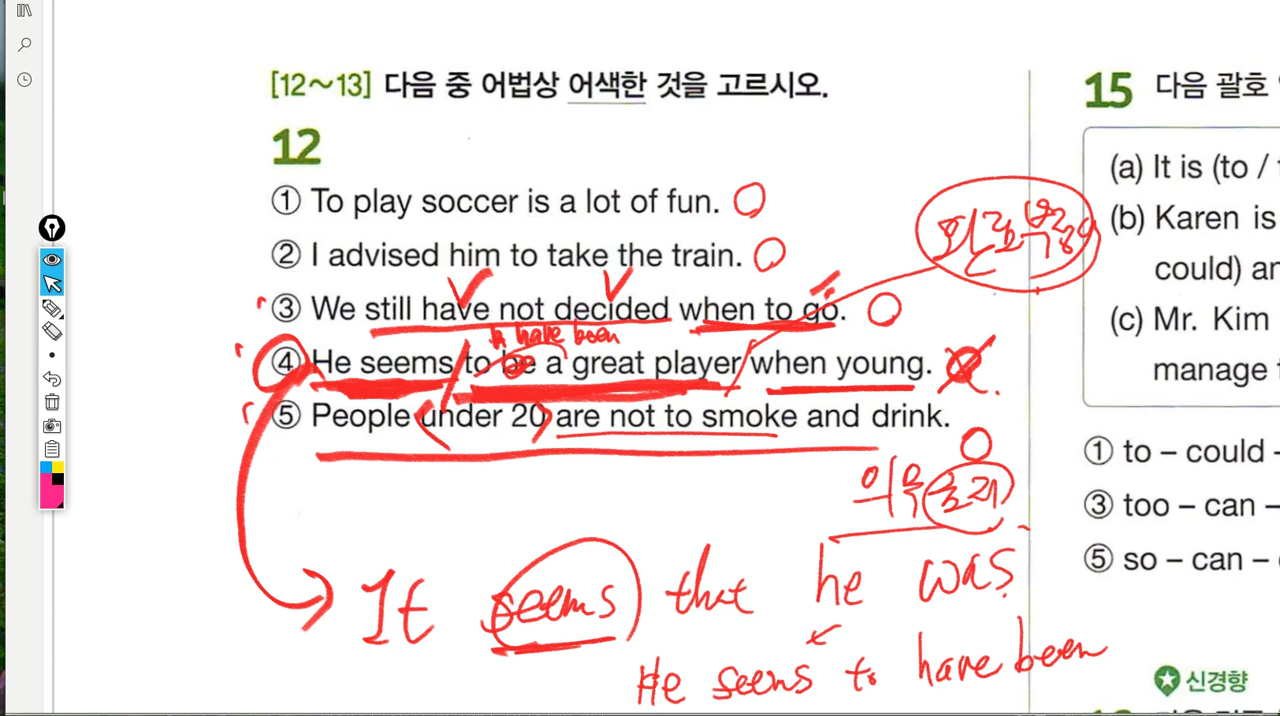 [12~13] 다음 중 어법상 어색한 것을 고르시오.
12
① To play soccer is a lot of fun.
② I advised him to take the train.
③ We still have not decided when to go.
have been
④ He seems to be a great player when young.
⑤ People under 20 are not to smoke and drink.
It seems that he was
He seems to have been
15 다음 괄호
(a) It is (to /
(b) Karen is
could) an
(c) Mr. Kim
manage
① to – could –
③ too – can –
⑤ so – can –
신경향